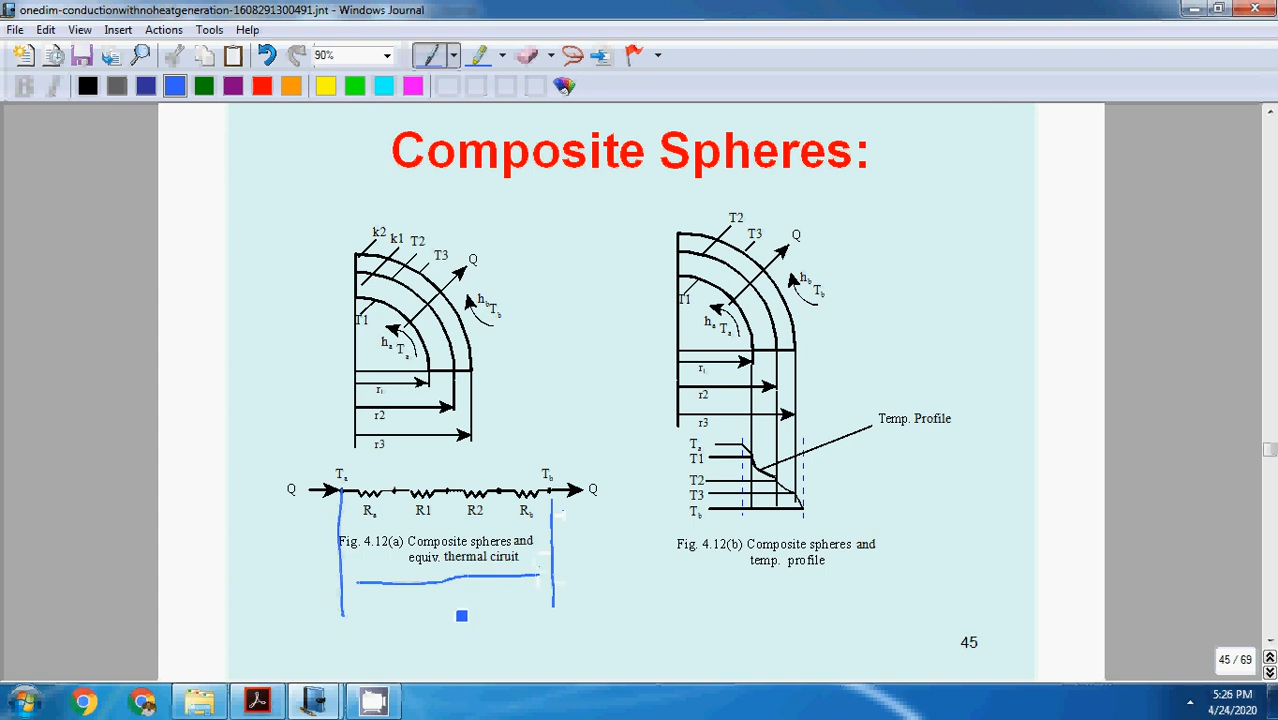 onedim-conductionwithnoheatgeneration-1608291300491.jnt - Windows Journal
File Edit View Insert Actions Tools Help
90%
Composite Spheres:
k2 k1 T2 T3 Q
hb Tb
T1
ha Ta
r1
r2
r3
T2 T3 Q
hb Tb
T1
ha Ta
r1
r2
r3
Temp. Profile
Ta
T1
T2
T3
Tb
Ta Tb
Q Q
Ra R1 R2 Rb
Fig. 4.12(a) Composite spheres and
equiv. thermal ciruit
Fig. 4.12(b) Composite spheres and
temp. profile
45
45 / 69
5:26 PM
4/24/2020